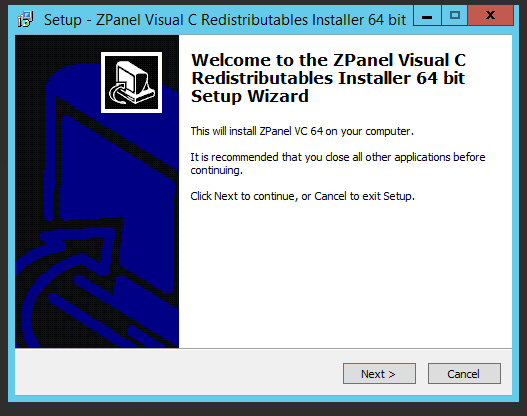 Setup - ZPanel Visual C Redistributables Installer 64 bit
Welcome to the ZPanel Visual C
Redistributables Installer 64 bit
Setup Wizard
This will install ZPanel VC 64 on your computer.
It is recommended that you close all other applications before
continuing.
Click Next to continue, or Cancel to exit Setup.
Next >
Cancel